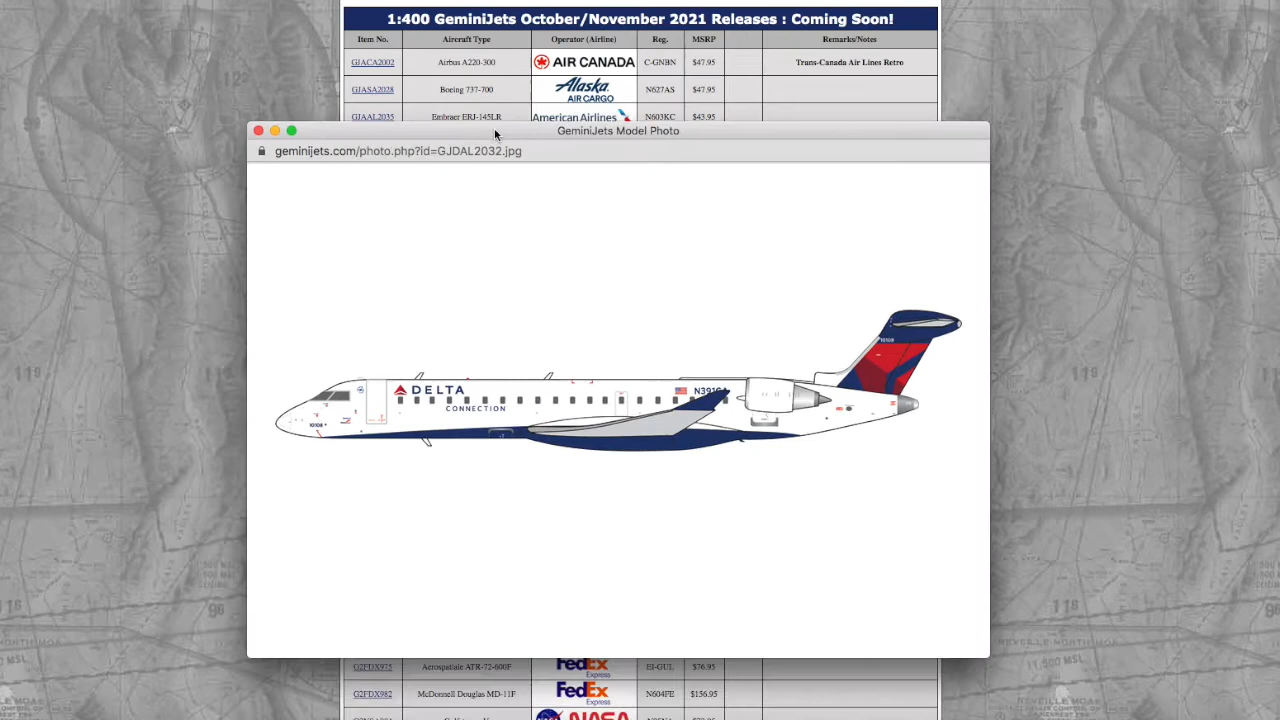 1:400 GeminiJets October/November 2021 Releases : Coming Soon!
Item No. Aircraft Type Operator (Airline) Reg. MSRP Remarks/Notes
GJACA2002 Airbus A220-300 AIR CANADA C-GNBN $47.95 Trans-Canada Air Lines Retro
GJASA2028 Boeing 737-700 Alaska AIR CARGO N627AS $47.95
GJAAL2035 Embraer ERJ-145LR American Airlines N603KC $43.95
GeminiJets Model Photo
geminijets.com/photo.php?id=GJDAL2032.jpg
10108
DELTA
CONNECTION
10108
G2FDX975 Aerospatiale ATR-72-600F FedEx Express EI-GUL $76.95
G2FDX982 McDonnell Douglas MD-11F FedEx Express N604FE $156.95
NASA